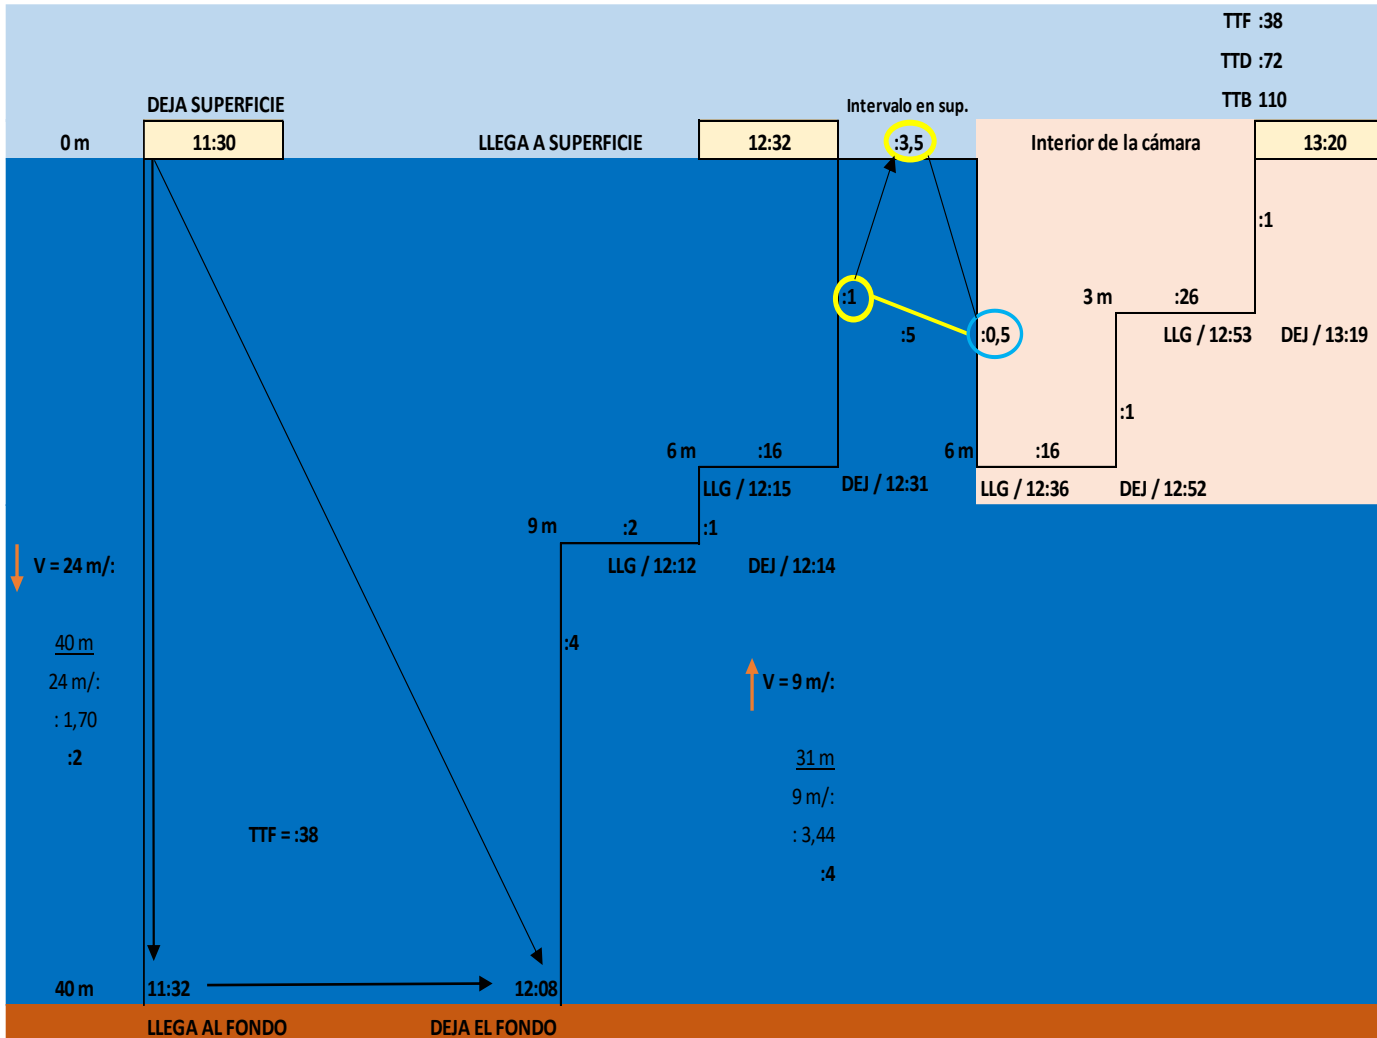 TTF :38
TTD :72
TTB 110
DEJA SUPERFICIE
Intervalo en sup.
0 m
11:30
LLEGA A SUPERFICIE
12:32
:3,5
Interior de la cámara
13:20
:1
:1
3 m
:26
:5
:0,5
LLG / 12:53
DEJ / 13:19
:1
6 m
:16
6 m
:16
LLG / 12:15
DEJ / 12:31
LLG / 12:36
DEJ / 12:52
9 m
:2
:1
V = 24 m/:
LLG / 12:12
DEJ / 12:14
40 m
:4
24 m/:
V = 9 m/:
: 1,70
:2
31 m
9 m/:
TTF = :38
: 3,44
:4
40 m
11:32
12:08
LLEGA AL FONDO
DEJA EL FONDO